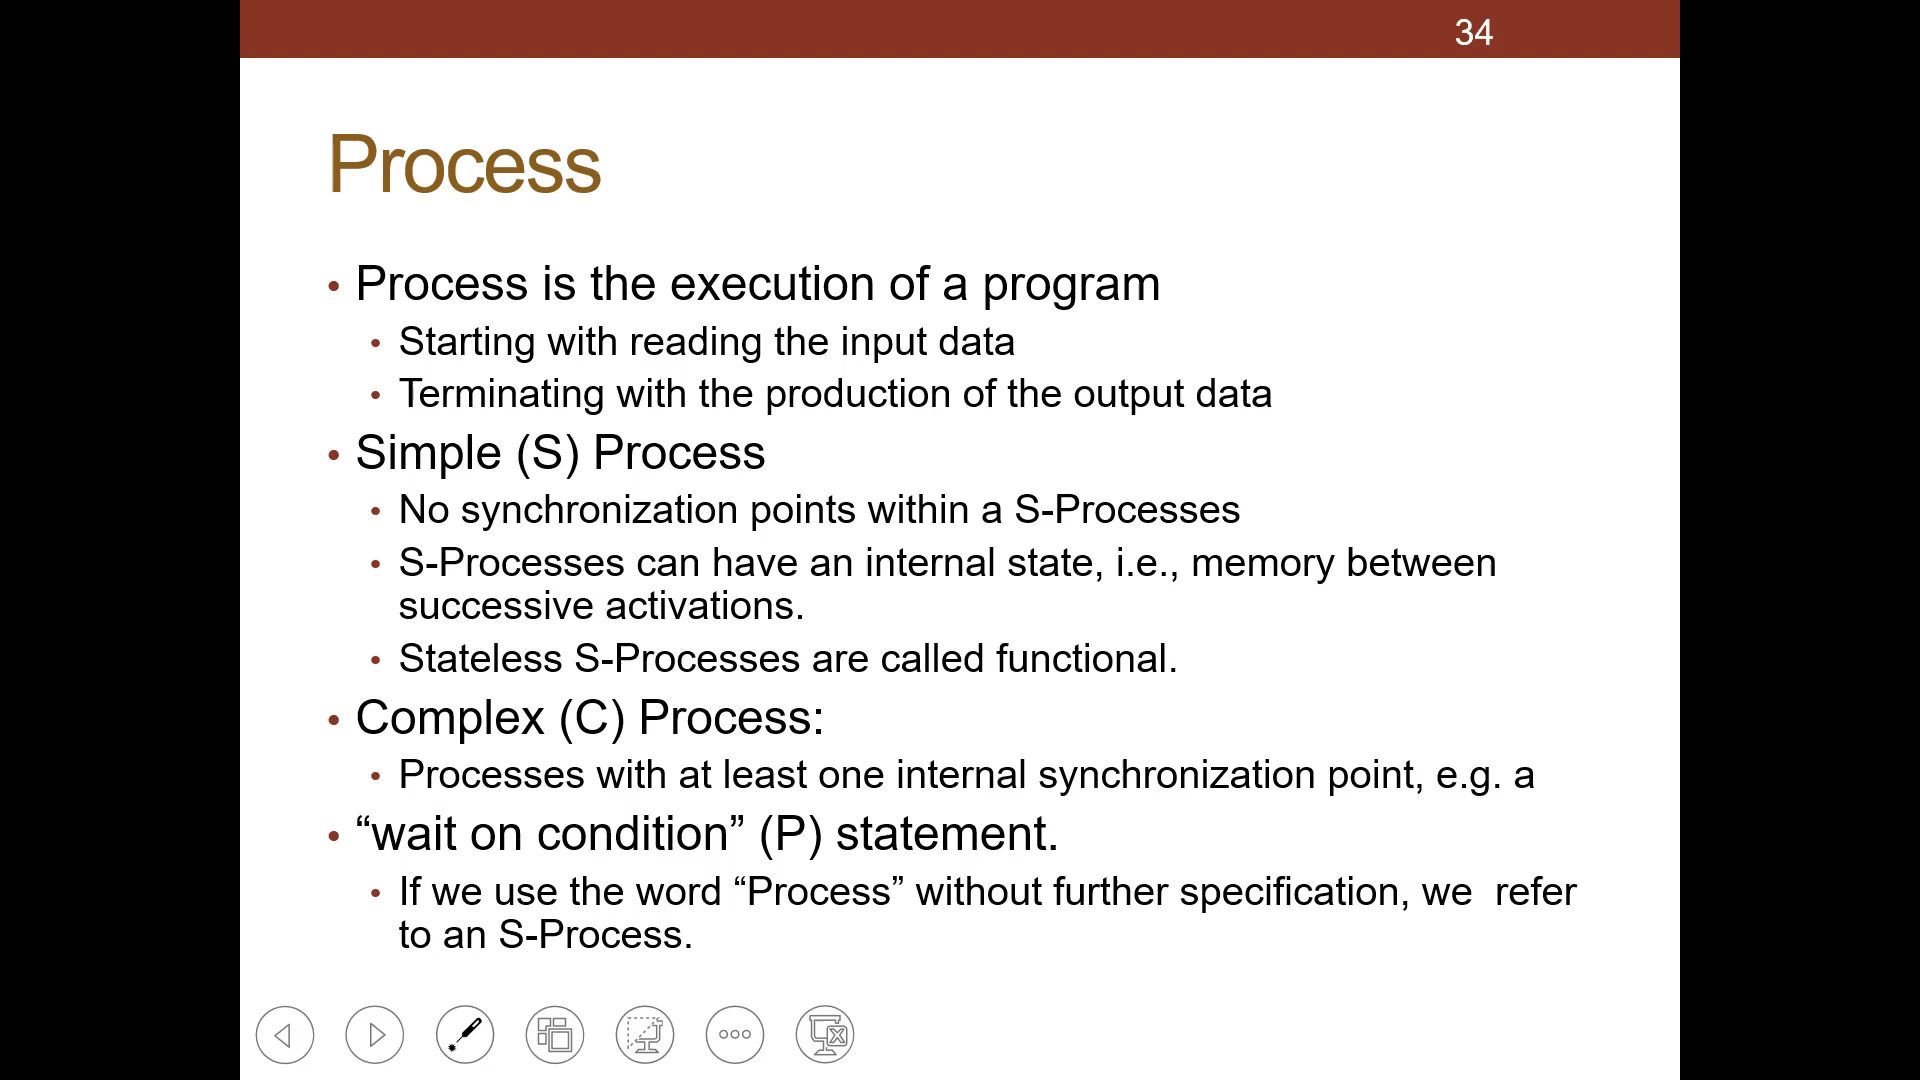 34
Process
• Process is the execution of a program
• Starting with reading the input data
• Terminating with the production of the output data
• Simple (S) Process
• No synchronization points within a S-Processes
• S-Processes can have an internal state, i.e., memory between
successive activations.
• Stateless S-Processes are called functional.
• Complex (C) Process:
• Processes with at least one internal synchronization point, e.g. a
• “wait on condition” (P) statement.
• If we use the word “Process” without further specification, we  refer
to an S-Process.